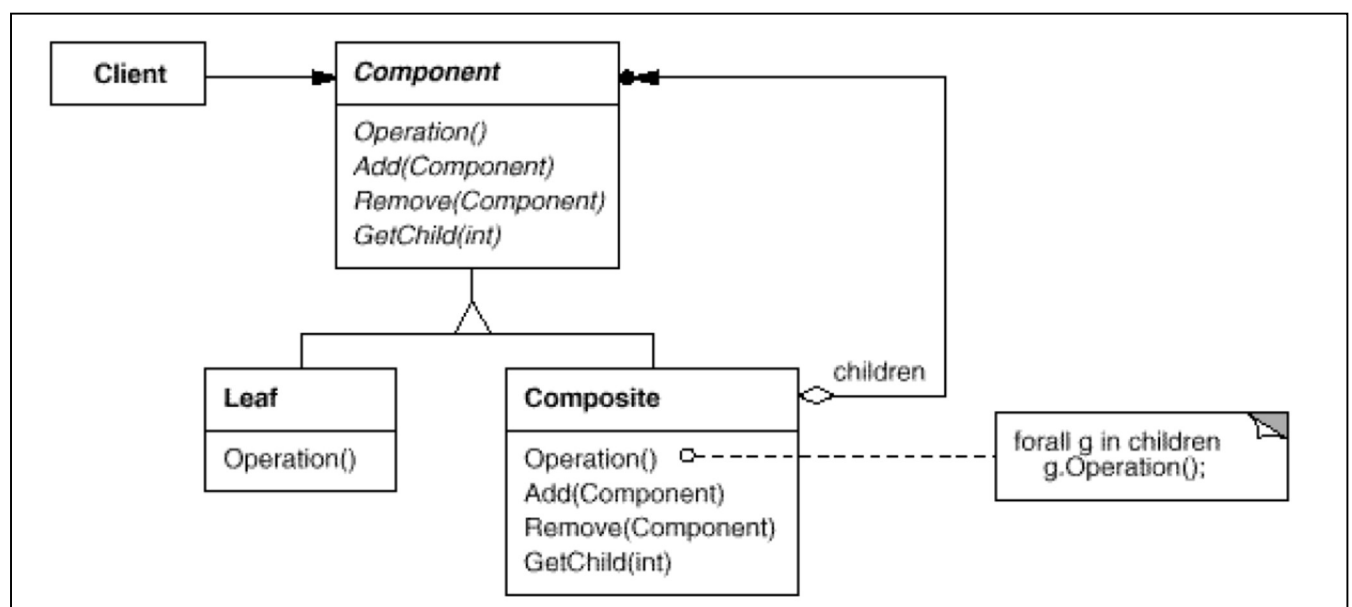 Client
Component
Operation()
Add(Component)
Remove(Component)
GetChild(int)
children
Leaf
Operation()
Composite
Operation()
Add(Component)
Remove(Component)
GetChild(int)
forall g in children
g.Operation();